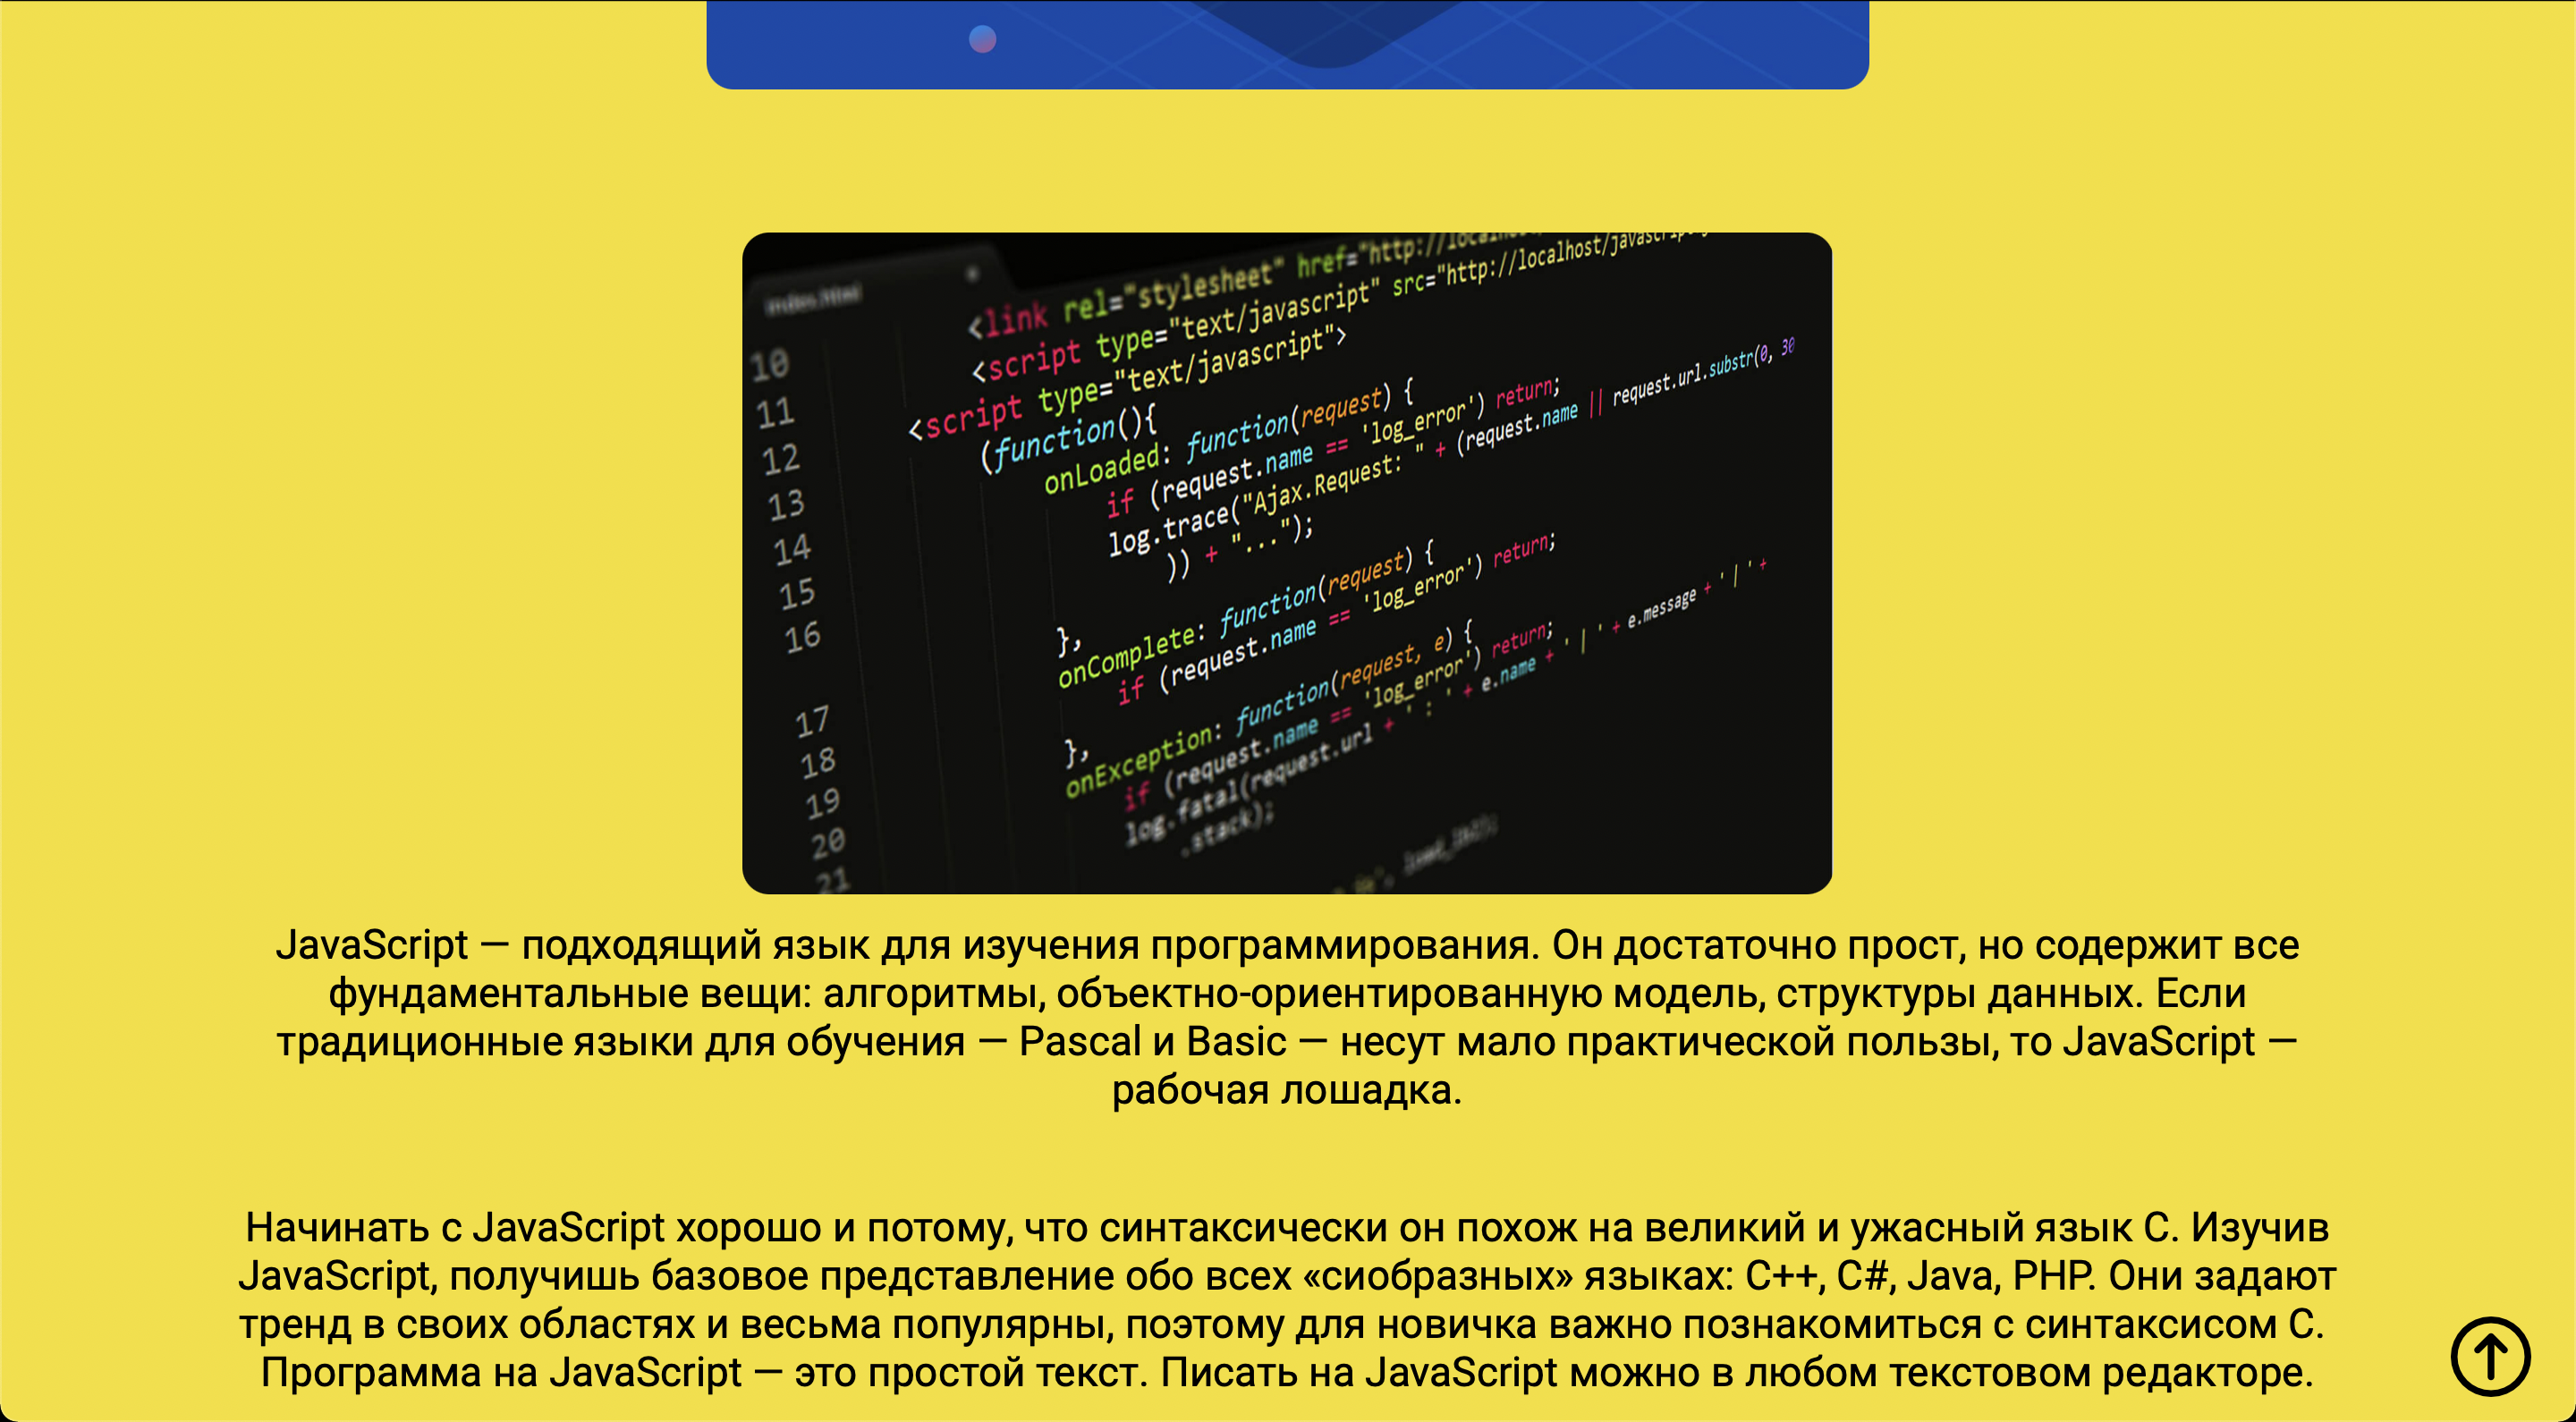 index.html
<link rel="stylesheet" href="http://localhost
<script type="text/javascript" src="http://localhost/javascript
<script type="text/javascript">
10
11
12
13
14
15
16
17
18
19
20
21
(function(){
onLoaded: function(request) {
if (request.name == 'log_error') return;
log.trace("Ajax.Request: " + (request.name || request.url.substr(0, 30
)) + "...");
},
onComplete: function(request) {
if (request.name == 'log_error') return;
},
onException: function(request, e) {
if (request.name == 'log_error') return;
log.fatal(request.url + ' : ' + e.name + ' | ' + e.message + ' | ' +
.stack);
JavaScript — подходящий язык для изучения программирования. Он достаточно прост, но содержит все
фундаментальные вещи: алгоритмы, объектно-ориентированную модель, структуры данных. Если
традиционные языки для обучения — Pascal и Basic — несут мало практической пользы, то JavaScript —
рабочая лошадка.
Начинать с JavaScript хорошо и потому, что синтаксически он похож на великий и ужасный язык C. Изучив
JavaScript, получишь базовое представление обо всех «сиобразных» языках: C++, C#, Java, PHP. Они задают
тренд в своих областях и весьма популярны, поэтому для новичка важно познакомиться с синтаксисом C.
Программа на JavaScript — это простой текст. Писать на JavaScript можно в любом текстовом редакторе.